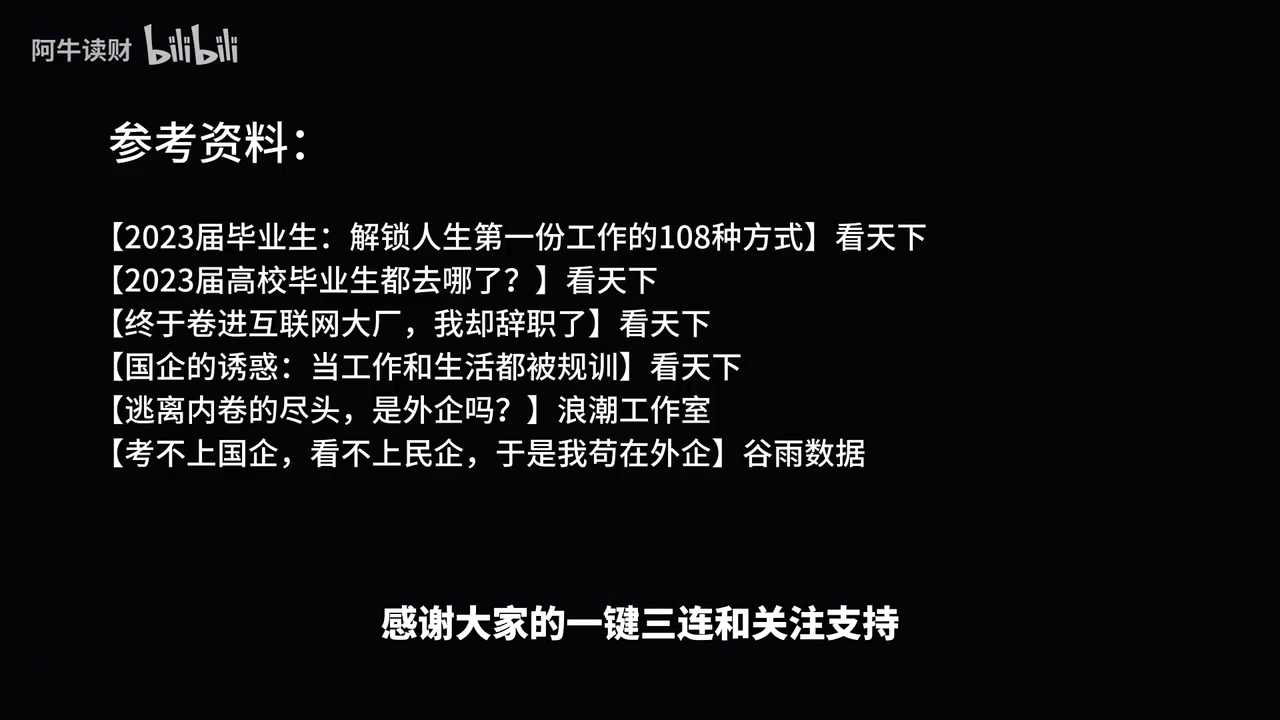 阿牛读财 bilibili
参考资料：
【2023届毕业生：解锁人生第一份工作的108种方式】看天下
【2023届高校毕业生都去哪了？】看天下
【终于卷进互联网大厂，我却辞职了】看天下
【国企的诱惑：当工作和生活都被规训】看天下
【逃离内卷的尽头，是外企吗？】浪潮工作室
【考不上国企，看不上民企，于是我苟在外企】谷雨数据
感谢大家的一键三连和关注支持